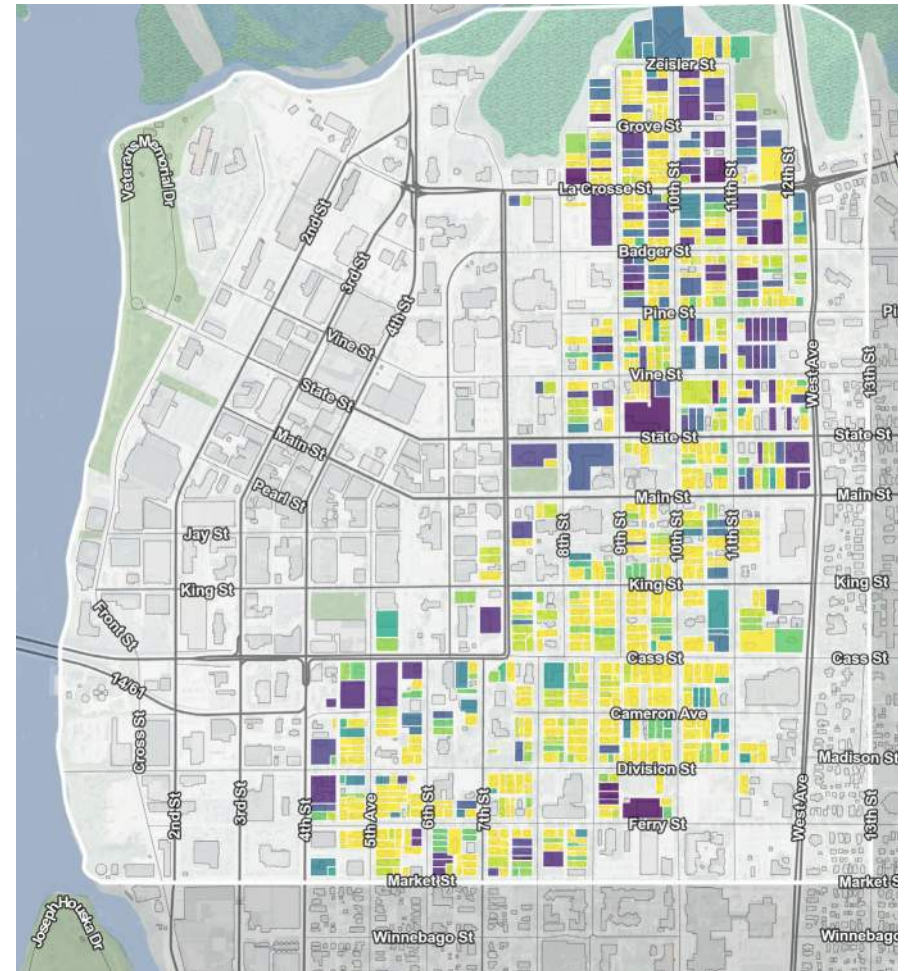 Zeisler St
Grove St
Veterans Memorial Dr
La Crosse St
10th St
11th St
12th St
2nd St
3rd St
4th St
Badger St
Pine St
Vine St
Vine St
State St
West Ave
13th St
State St
State St
Main St
Pearl St
Main St
Main St
Jay St
8th St
9th St
10th St
11th St
King St
King St
King St
Front St
Cass St
Cass St
14/61
Cross St
Cameron Ave
Division St
Madison St
2nd St
3rd St
4th St
5th Ave
6th St
7th St
Ferry St
West Ave
13th St
Market St
Market S
Joseph Houska Dr
Winnebago St
Winnebago